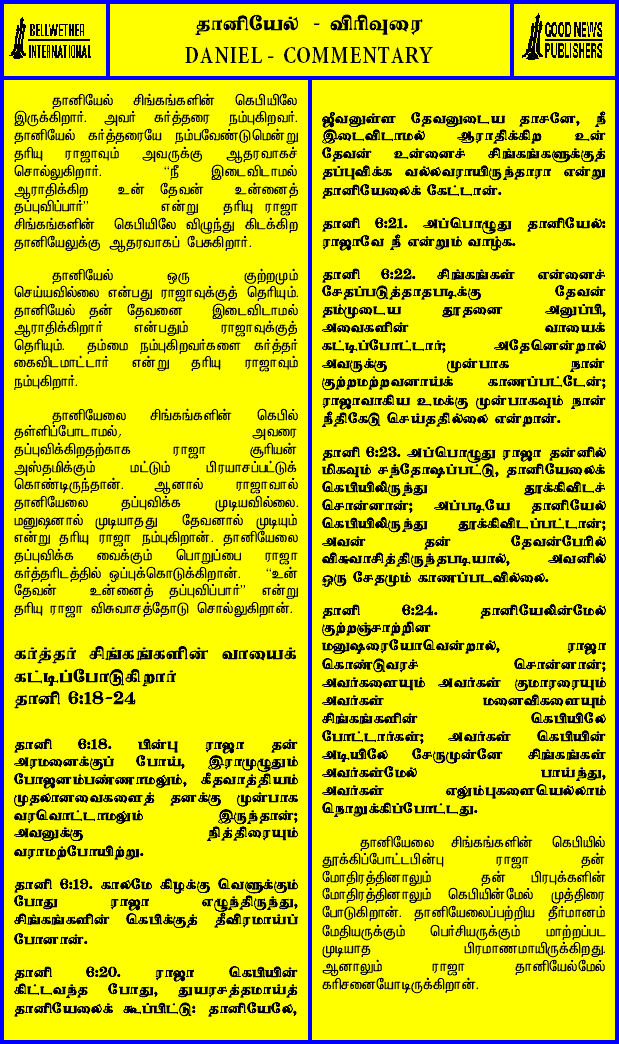 BELLWETHER
INTERNATIONAL
தானியேல் - விரிவுரை
DANIEL - COMMENTARY
GOOD NEWS
PUBLISHERS
தானியேல் சிங்கங்களின் கெபியிலே
இருக்கிறார். அவர் கர்த்தரை நம்புகிறவர்.
தானியேல் கர்த்தரையே நம்பவேண்டுமென்று
தரியு ராஜாவும் அவருக்கு ஆதரவாகச்
சொல்லுகிறார். “நீ இடைவிடாமல்
ஆராதிக்கிற உன் தேவன் உன்னைத்
தப்புவிப்பார்” என்று தரியு ராஜா
சிங்கங்களின் கெபியிலே விழுந்து கிடக்கிற
தானியேலுக்கு ஆதரவாகப் பேசுகிறார்.
தானியேல் ஒரு குற்றமும்
செய்யவில்லை என்பது ராஜாவுக்குத் தெரியும்.
தானியேல் தன் தேவனை இடைவிடாமல்
ஆராதிக்கிறார் என்பதும் ராஜாவுக்குத்
தெரியும். தம்மை நம்புகிறவர்களை கர்த்தர்
கைவிடமாட்டார் என்று தரியு ராஜாவும்
நம்புகிறார்.
தானியேலை சிங்கங்களின் கெபில்
தள்ளிப்போடாமல், அவரை
தப்புவிக்கிறதற்காக ராஜா சூரியன்
அஸ்தமிக்கும் மட்டும் பிரயாசப்பட்டுக்
கொண்டிருந்தான். ஆனால் ராஜாவால்
தானியேலை தப்புவிக்க முடியவில்லை.
மனுஷனால் முடியாதது தேவனால் முடியும்
என்று தரியு ராஜா நம்புகிறான். தானியேலை
தப்புவிக்க வைக்கும் பொறுப்பை ராஜா
கர்த்தரிடத்தில் ஒப்புக்கொடுக்கிறான். “உன்
தேவன் உன்னைத் தப்புவிப்பார்” என்று
தரியு ராஜா விசுவாசத்தோடு சொல்லுகிறான்.
கர்த்தர் சிங்கங்களின் வாயைக்
கட்டிப்போடுகிறார்
தானி 6:18-24
தானி 6:18. பின்பு ராஜா தன்
அரமனைக்குப் போய், இராமுழுதும்
போஜனம்பண்ணாமலும், கீதவாத்தியம்
முதலானவைகளைத் தனக்கு முன்பாக
வரவொட்டாமலும் இருந்தான்;
அவனுக்கு நித்திரையும்
வராமற்போயிற்று.
தானி 6:19. காலமே கிழக்கு வெளுக்கும்
போது ராஜா எழுந்திருந்து,
சிங்கங்களின் கெபிக்குத் தீவிரமாய்ப்
போனான்.
தானி 6:20. ராஜா கெபியின்
கிட்டவந்த போது, துயரசத்தமாய்த்
தானியேலைக் கூப்பிட்டு: தானியேலே,
ஜீவனுள்ள தேவனுடைய தாசனே, நீ
இடைவிடாமல் ஆராதிக்கிற உன்
தேவன் உன்னைச் சிங்கங்களுக்குத்
தப்புவிக்க வல்லவராயிருந்தாரா என்று
தானியேலைக் கேட்டான்.
தானி 6:21. அப்பொழுது தானியேல்:
ராஜாவே நீர் என்றும் வாழ்க.
தானி 6:22. சிங்கங்கள் என்னைச்
சேதப்படுத்தாதபடிக்கு தேவன்
தம்முடைய தூதனை அனுப்பி,
அவைகளின் வாயைக்
கட்டிப்போட்டார்; அதேனென்றால்
அவருக்கு முன்பாக நான்
குற்றமற்றவனாய்க் காணப்பட்டேன்;
ராஜாவாகிய உமக்கு முன்பாகவும் நான்
நீதிகேடு செய்ததில்லை என்றான்.
தானி 6:23. அப்பொழுது ராஜா தன்னில்
மிகவும் சந்தோஷப்பட்டு, தானியேலைக்
கெபியிலிருந்து தூக்கிவிடச்
சொன்னான்; அப்படியே தானியேல்
கெபியிலிருந்து தூக்கிவிடப்பட்டான்;
அவன் தன் தேவன்பேரில்
விசுவாசித்திருந்தபடியால், அவனில்
ஒரு சேதமும் காணப்படவில்லை.
தானி 6:24. தானியேலின்மேல்
குற்றஞ்சாற்றின
மனுஷரையோவென்றால், ராஜா
கொண்டுவரச் சொன்னான்;
அவர்களையும் அவர்கள் குமாரரையும்
அவர்கள் மனைவிகளையும்
சிங்கங்களின் கெபியிலே
போட்டார்கள்; அவர்கள் கெபியின்
அடியிலே சேருமுன்னே சிங்கங்கள்
அவர்கள்மேல் பாய்ந்து,
அவர்கள் எலும்புகளையெல்லாம்
நொறுக்கிப்போட்டது.
தானியேலை சிங்கங்களின் கெபியில்
தூக்கிப்போட்டபின்பு ராஜா தன்
மோதிரத்தினாலும் தன் பிரபுக்களின்
மோதிரத்தினாலும் கெபியின்மேல் முத்திரை
போடுகிறான். தானியேலைப்பற்றிய தீர்மானம்
மேதியருக்கும் பெர்சியருக்கும் மாற்றப்பட
முடியாத பிரமாணமாயிருக்கிறது.
ஆனாலும் ராஜா தானியேல்மேல்
கரிசனையோடிருக்கிறான்.